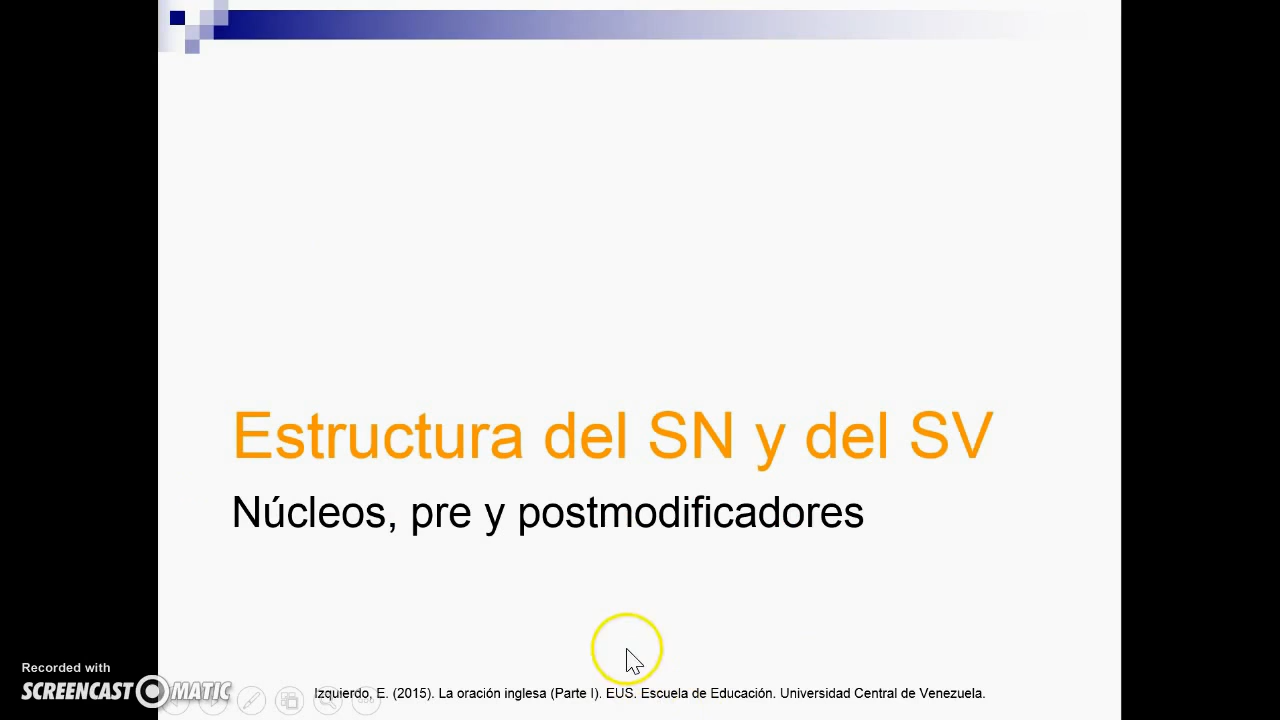 Estructura del SN y del SV
Núcleos, pre y postmodificadores
Recorded with
SCREENCAST MATIC
Izquierdo, E. (2015). La oración inglesa (Parte I). EUS. Escuela de Educación. Universidad Central de Venezuela.